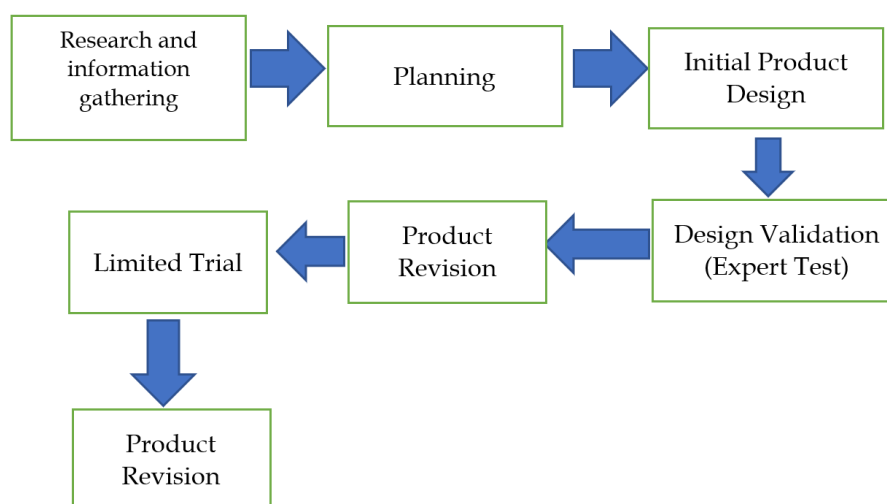 Research and
information
gathering
Planning
Initial Product
Design
Design Validation
(Expert Test)
Product
Revision
Limited Trial
Product
Revision